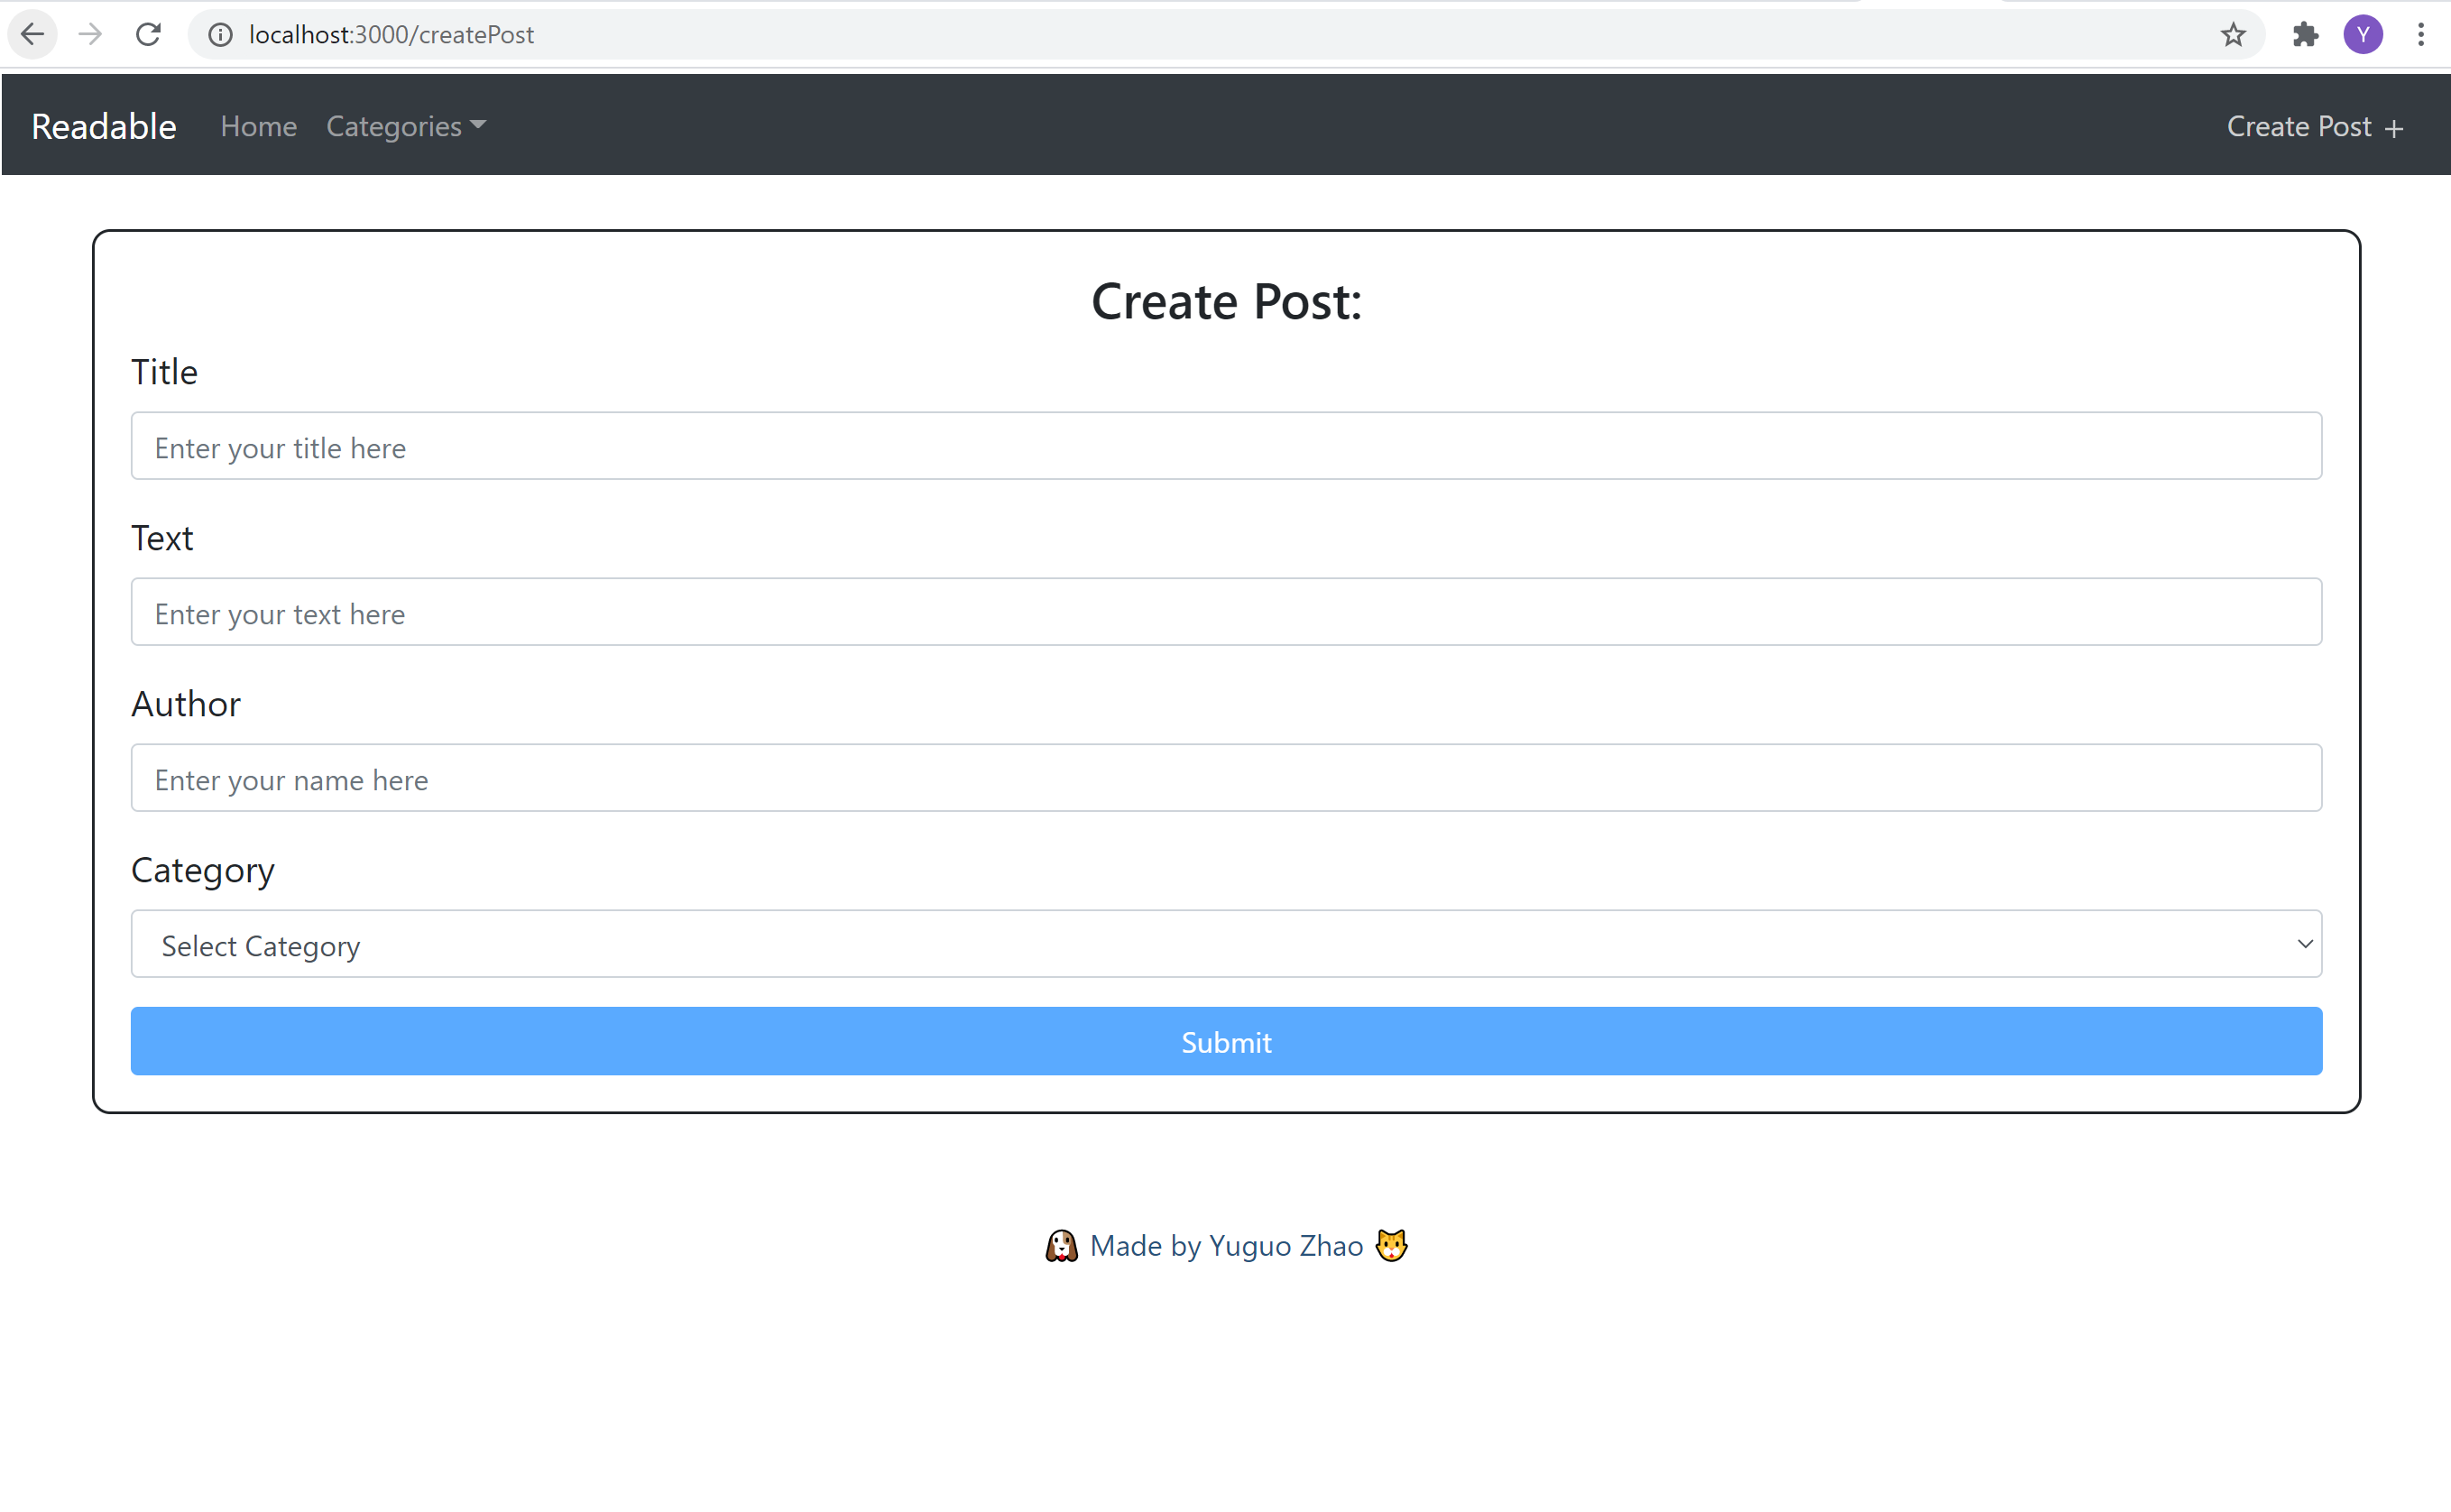 localhost:3000/createPost
Y
Readable Home Categories Create Post +
Create Post:
Title
Enter your title here
Text
Enter your text here
Author
Enter your name here
Category
Select Category
Submit
🐶 Made by Yuguo Zhao 🐱